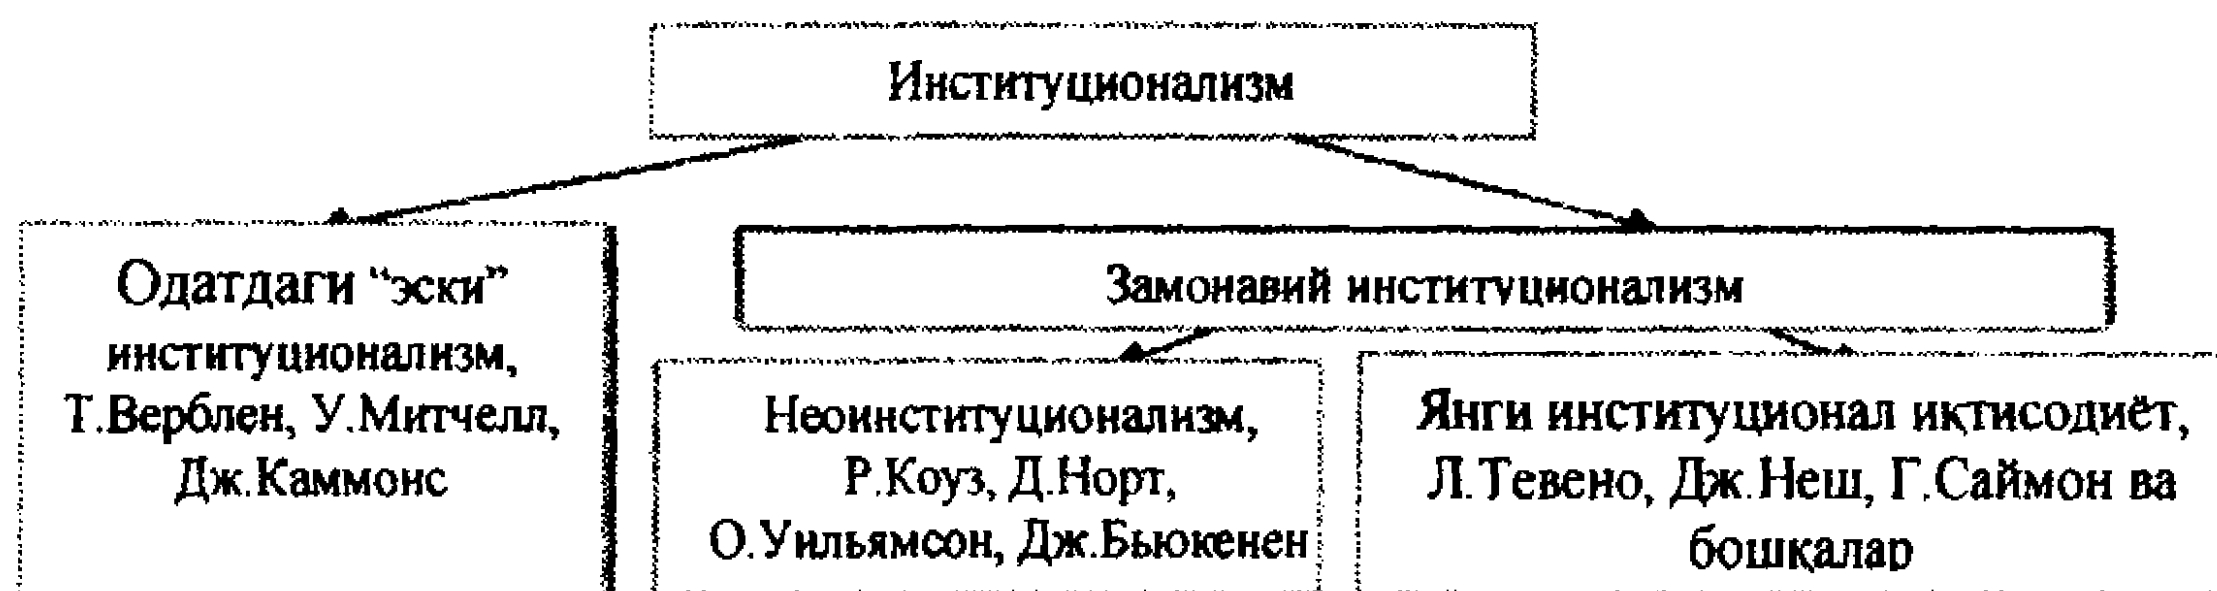 Институционализм
Одатдаги “эски”
институционализм,
Т.Верблен, У.Митчелл,
Дж.Каммонс
Замонавий институционализм
Неоинституционализм,
Р.Коуз, Д.Норт,
О.Уильямсон, Дж.Бьюкенен
Янги институционал иқтисодиёт,
Л.Тевено, Дж.Неш, Г.Саймон ва
бошқалар